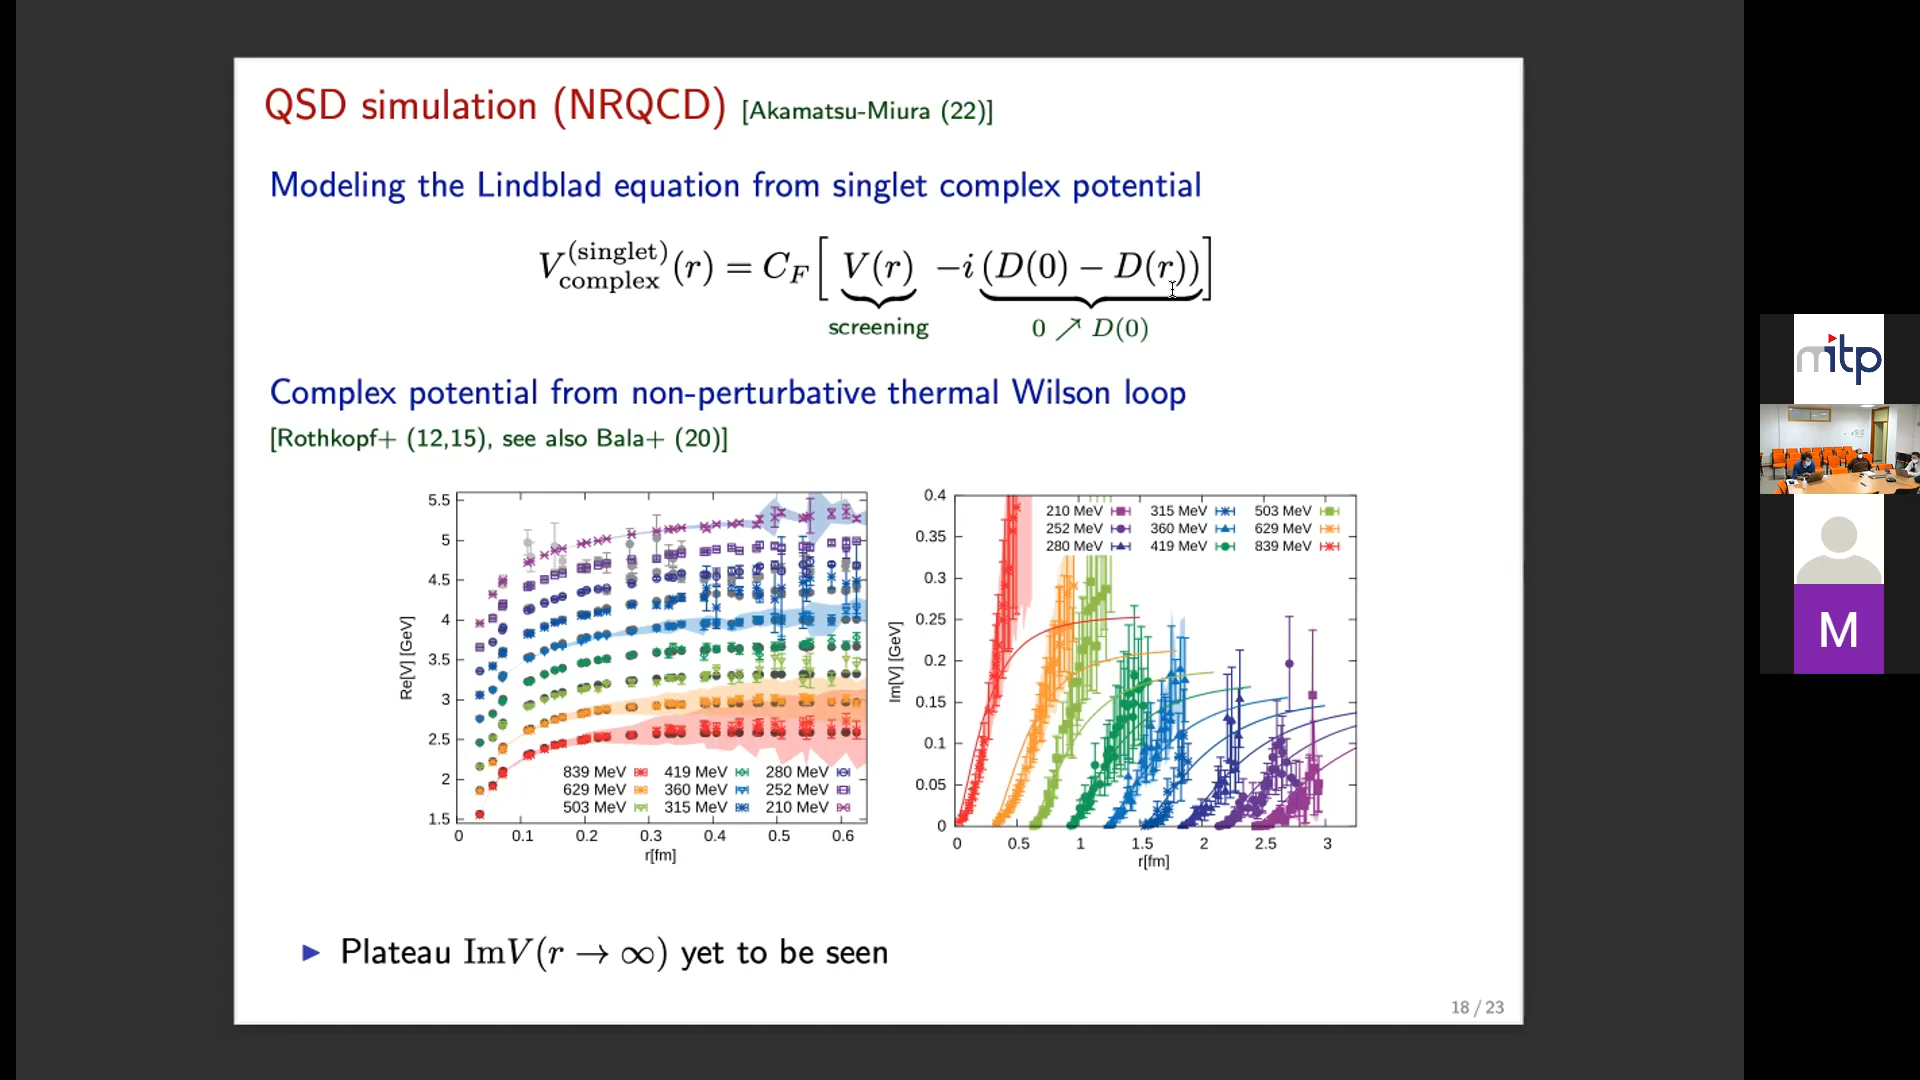 QSD simulation (NRQCD) [Akamatsu-Miura (22)]
Modeling the Lindblad equation from singlet complex potential
V_complex^(singlet)(r) = C_F [ V(r) −i (D(0) − D(r)) ]
screening 0 ↗ D(0)
Complex potential from non-perturbative thermal Wilson loop
[Rothkopf+ (12,15), see also Bala+ (20)]
Re[V] [GeV]
5.5
5
4.5
4
3.5
3
2.5
2
1.5
839 MeV 419 MeV 280 MeV
629 MeV 360 MeV 252 MeV
503 MeV 315 MeV 210 MeV
0 0.1 0.2 0.3 0.4 0.5 0.6
r[fm]
Im[V] [GeV]
0.4
0.35
0.3
0.25
0.2
0.15
0.1
0.05
0
210 MeV 315 MeV 503 MeV
252 MeV 360 MeV 629 MeV
280 MeV 419 MeV 839 MeV
0 0.5 1 1.5 2 2.5 3
r[fm]
▶ Plateau ImV(r → ∞) yet to be seen
18 / 23
mitp
M